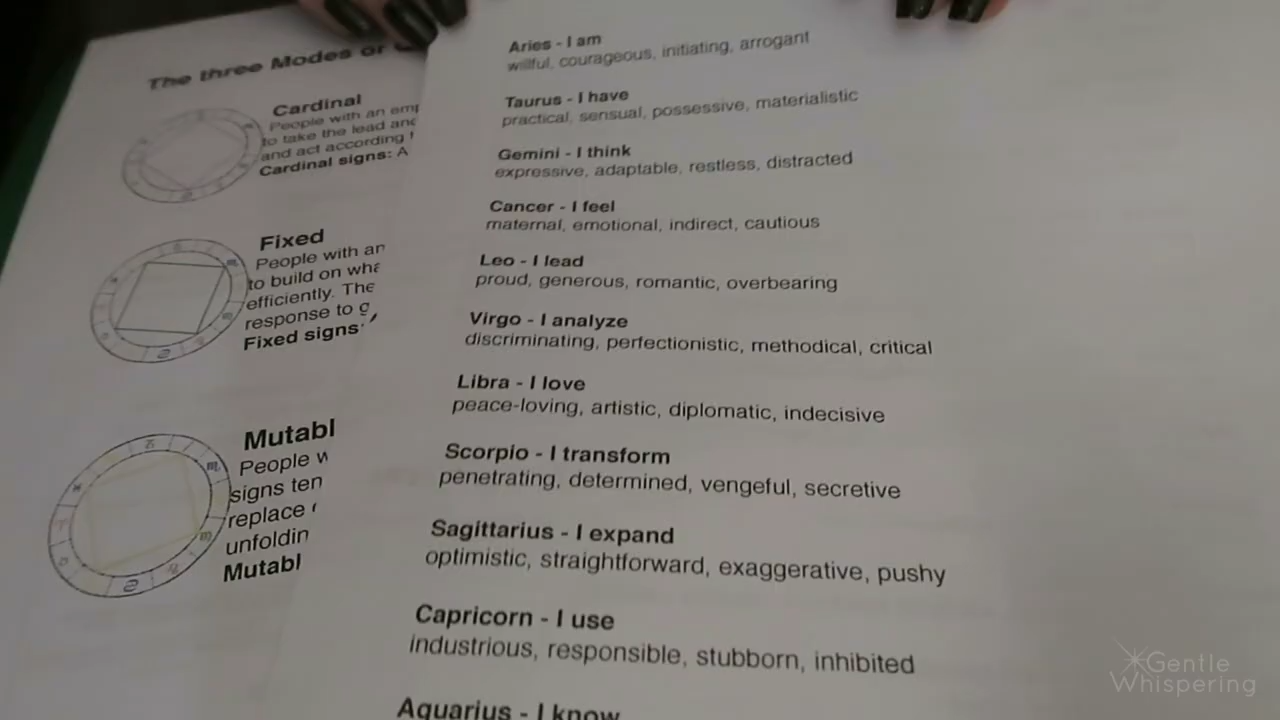 The three Modes or
Cardinal
People with an
to take the lead and
and act according
Cardinal signs: A
Fixed
People with an
to build on
efficiently. The
response to
Fixed signs
Mutabl
People w
signs ten
replace
unfoldin
Mutabl
Aries - I am
willful, courageous, initiating, arrogant
Taurus - I have
practical, sensual, possessive, materialistic
Gemini - I think
expressive, adaptable, restless, distracted
Cancer - I feel
maternal, emotional, indirect, cautious
Leo - I lead
proud, generous, romantic, overbearing
Virgo - I analyze
discriminating, perfectionistic, methodical, critical
Libra - I love
peace-loving, artistic, diplomatic, indecisive
Scorpio - I transform
penetrating, determined, vengeful, secretive
Sagittarius - I expand
optimistic, straightforward, exaggerative, pushy
Capricorn - I use
industrious, responsible, stubborn, inhibited
Aquarius - I know
Gentle
Whispering